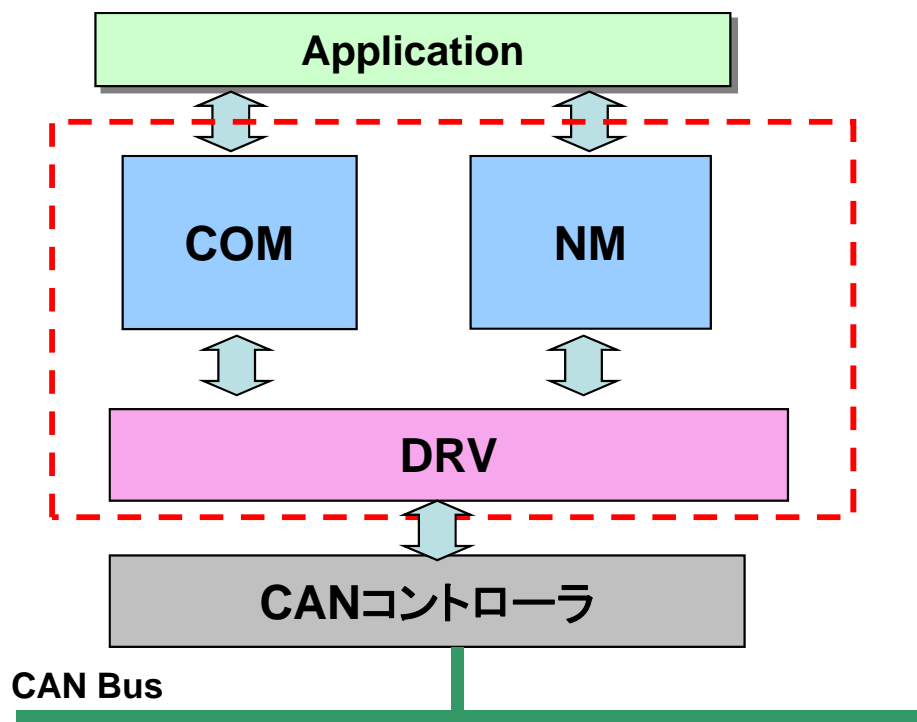 Application
COM
NM
DRV
CANコントローラ
CAN Bus